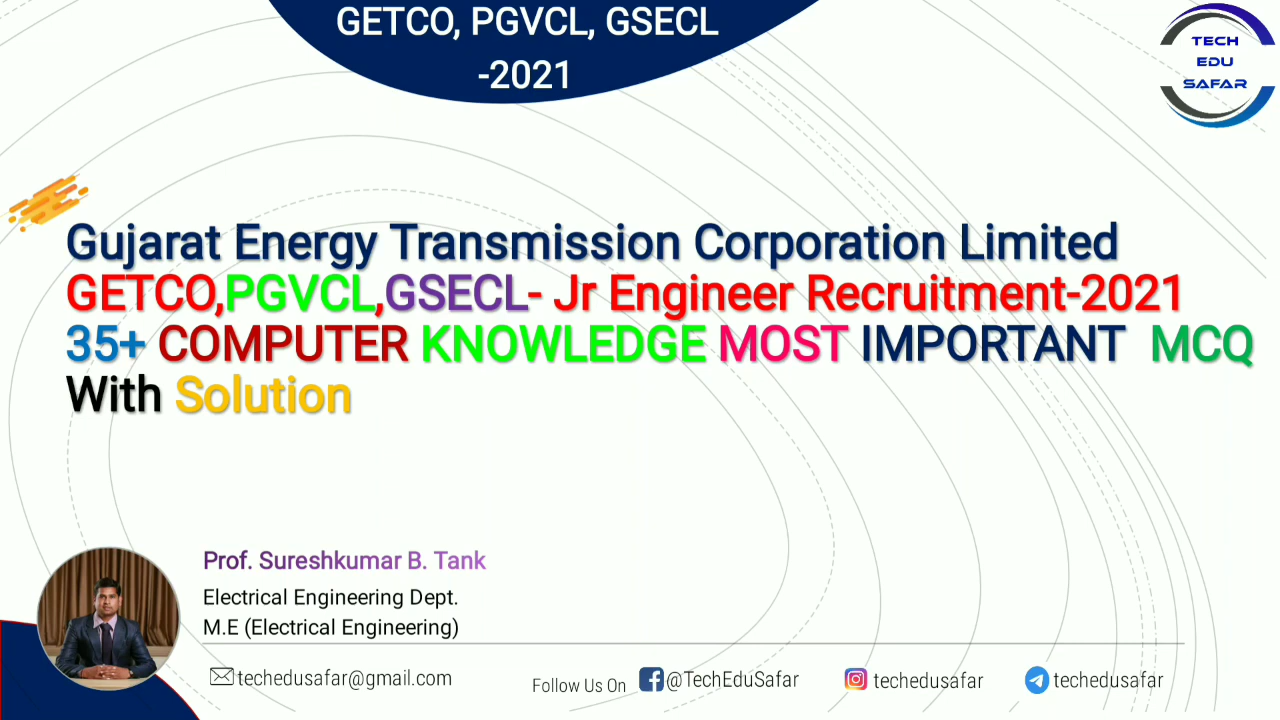 GETCO, PGVCL, GSECL
-2021
TECH
EDU
SAFAR
Gujarat Energy Transmission Corporation Limited
GETCO,PGVCL,GSECL- Jr Engineer Recruitment-2021
35+ COMPUTER KNOWLEDGE MOST IMPORTANT MCQ
With Solution
Prof. Sureshkumar B. Tank
Electrical Engineering Dept.
M.E (Electrical Engineering)
techedusafar@gmail.com
Follow Us On
@TechEduSafar
techedusafar
techedusafar